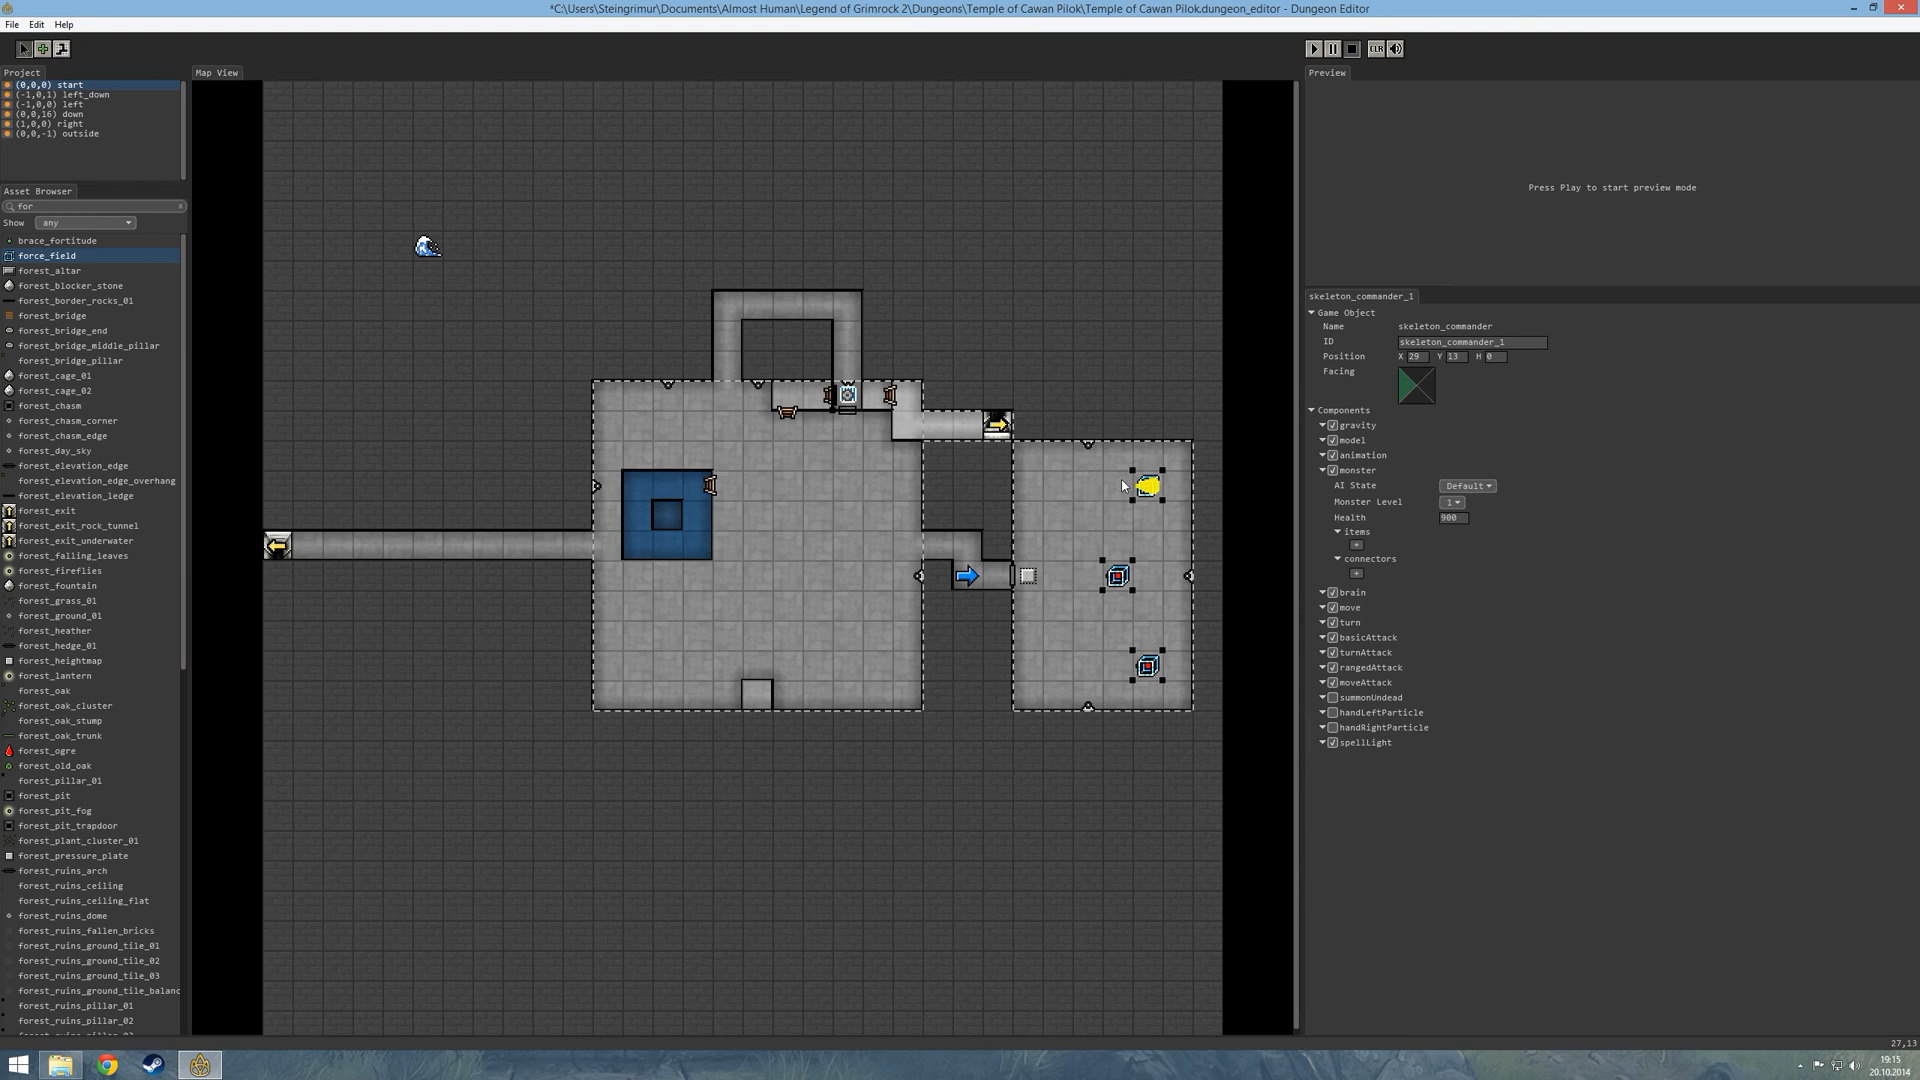 *C:\Users\Steingrimur\Documents\Almost Human\Legend of Grimrock 2\Dungeons\Temple of Cawan Pilok\Temple of Cawan Pilok.dungeon_editor - Dungeon Editor
File Edit Help
CLR
Project
(0,0,0) start
(-1,0,1) left_down
(-1,0,0) left
(0,0,16) down
(1,0,0) right
(0,0,-1) outside
Asset Browser
for
Show any
brace_fortitude
force_field
forest_altar
forest_blocker_stone
forest_border_rocks_01
forest_bridge
forest_bridge_end
forest_bridge_middle_pillar
forest_bridge_pillar
forest_cage_01
forest_cage_02
forest_chasm
forest_chasm_corner
forest_chasm_edge
forest_day_sky
forest_elevation_edge
forest_elevation_edge_overhang
forest_elevation_ledge
forest_exit
forest_exit_rock_tunnel
forest_exit_underwater
forest_falling_leaves
forest_fireflies
forest_fountain
forest_grass_01
forest_ground_01
forest_heather
forest_hedge_01
forest_heightmap
forest_lantern
forest_oak
forest_oak_cluster
forest_oak_stump
forest_oak_trunk
forest_ogre
forest_old_oak
forest_pillar_01
forest_pit
forest_pit_fog
forest_pit_trapdoor
forest_plant_cluster_01
forest_pressure_plate
forest_ruins_arch
forest_ruins_ceiling
forest_ruins_ceiling_flat
forest_ruins_dome
forest_ruins_fallen_bricks
forest_ruins_ground_tile_01
forest_ruins_ground_tile_02
forest_ruins_ground_tile_03
forest_ruins_ground_tile_balanc
forest_ruins_pillar_01
forest_ruins_pillar_02
Map View
Preview
Press Play to start preview mode
skeleton_commander_1
Game Object
Name skeleton_commander
ID skeleton_commander_1
Position X 29 Y 13 H 0
Facing
Components
gravity
model
animation
monster
AI State Default
Monster Level 1
Health 900
items
+
connectors
+
brain
move
turn
basicAttack
turnAttack
rangedAttack
moveAttack
summonUndead
handLeftParticle
handRightParticle
spellLight
27,13
19:15
20.10.2014